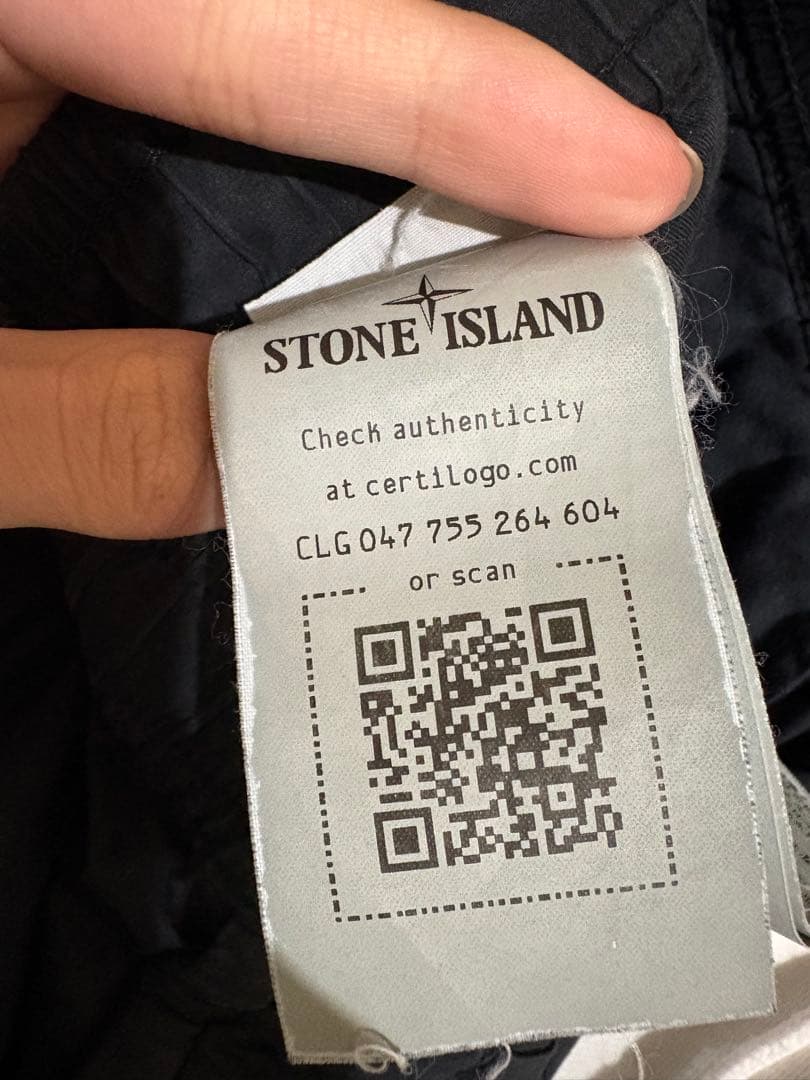 STONE ISLAND
Check authenticity
at certilogo.com
CLG 047 755 264 604
or scan